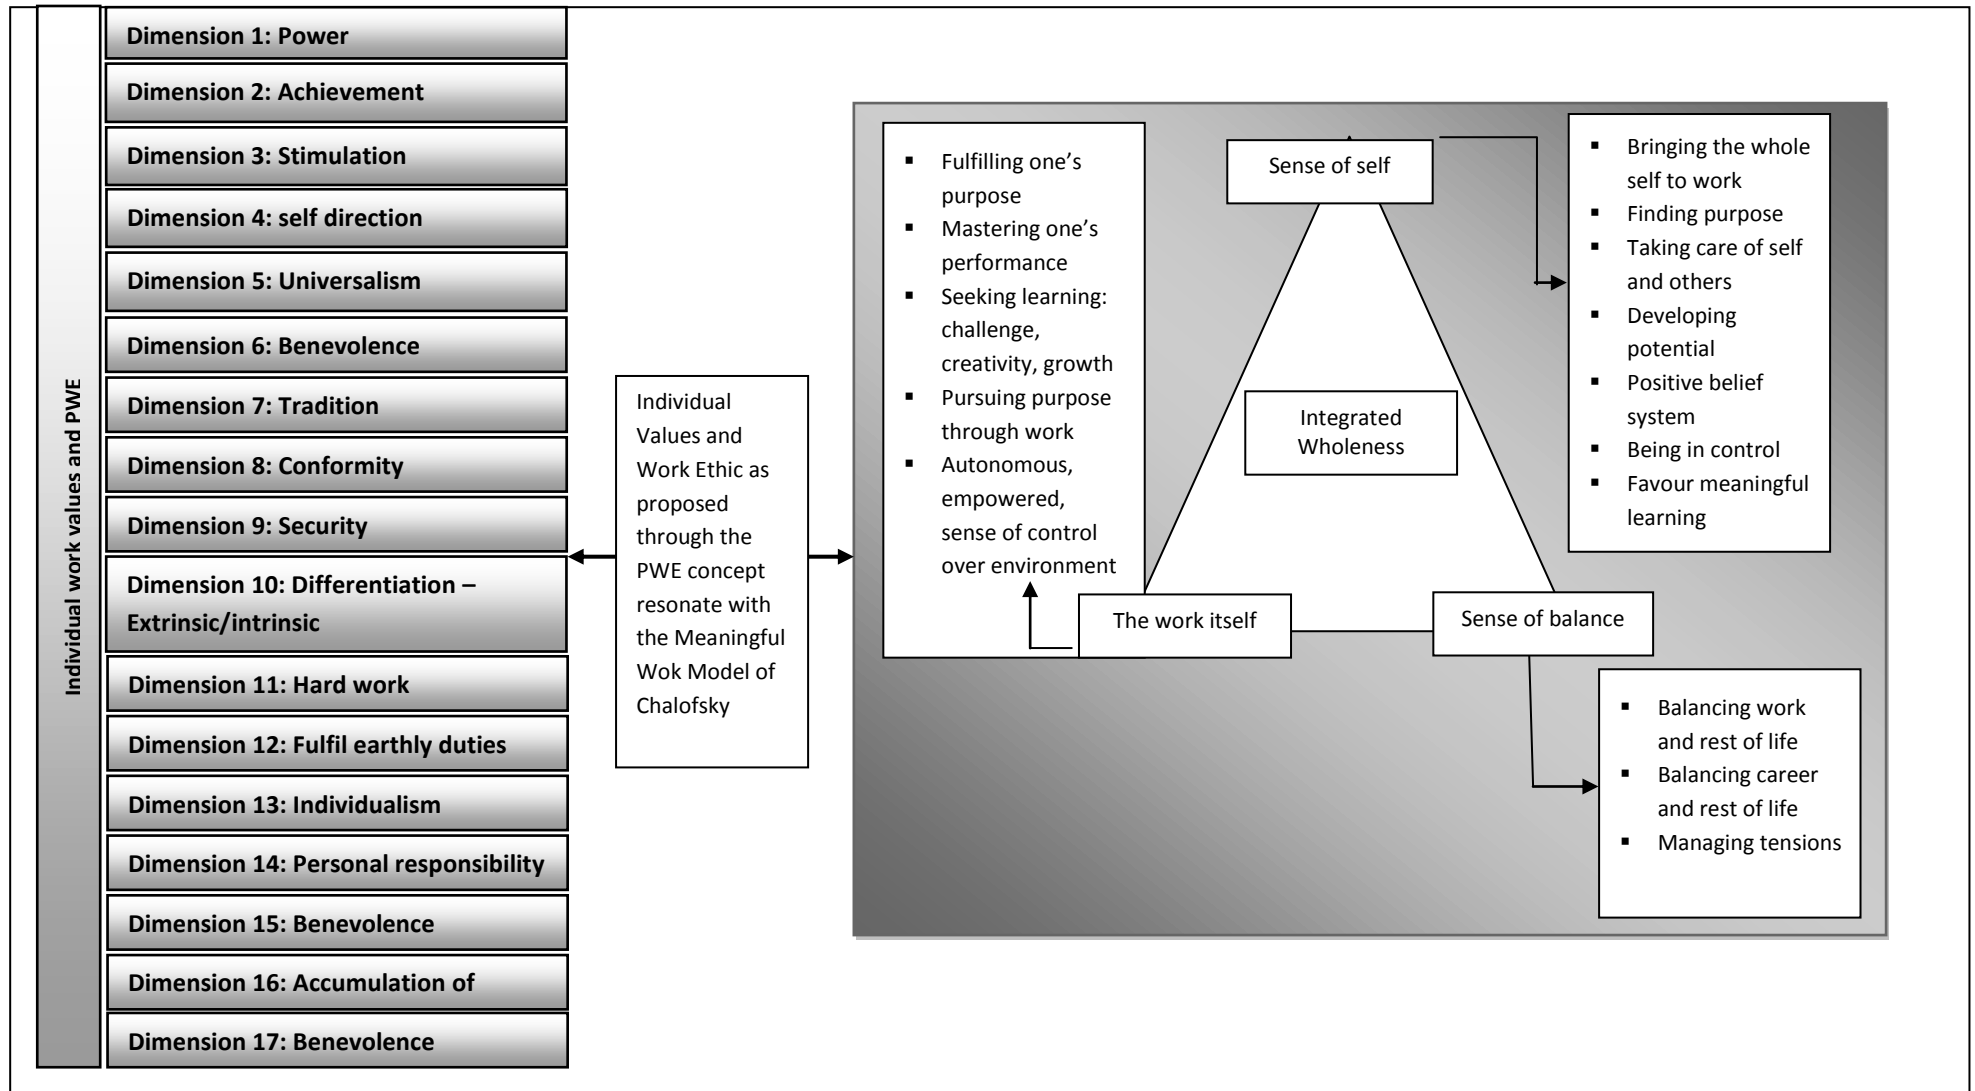 Individual work values and PWE
Dimension 1: Power
Dimension 2: Achievement
Dimension 3: Stimulation
Dimension 4: self direction
Dimension 5: Universalism
Dimension 6: Benevolence
Dimension 7: Tradition
Dimension 8: Conformity
Dimension 9: Security
Dimension 10: Differentiation –
Extrinsic/intrinsic
Dimension 11: Hard work
Dimension 12: Fulfil earthly duties
Dimension 13: Individualism
Dimension 14: Personal responsibility
Dimension 15: Benevolence
Dimension 16: Accumulation of
Dimension 17: Benevolence
Individual
Values and
Work Ethic as
proposed
through the
PWE concept
resonate with
the Meaningful
Wok Model of
Chalofsky
▪ Fulfilling one’s
purpose
▪ Mastering one’s
performance
▪ Seeking learning:
challenge,
creativity, growth
▪ Pursuing purpose
through work
▪ Autonomous,
empowered,
sense of control
over environment
Sense of self
Integrated
Wholeness
The work itself
Sense of balance
▪ Bringing the whole
self to work
▪ Finding purpose
▪ Taking care of self
and others
▪ Developing
potential
▪ Positive belief
system
▪ Being in control
▪ Favour meaningful
learning
▪ Balancing work
and rest of life
▪ Balancing career
and rest of life
▪ Managing tensions